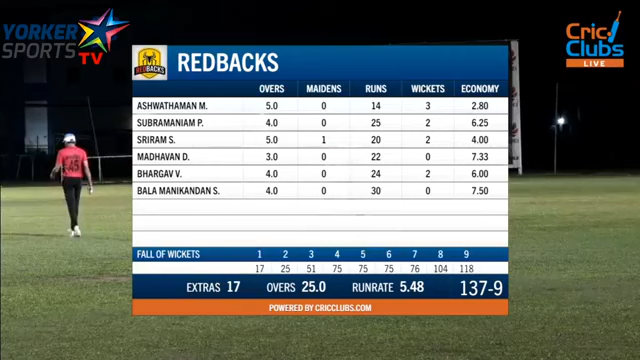 YORKER
SPORTS
TV
Cric
Clubs
LIVE
REDBACKS
REDBACKS
OVERS MAIDENS RUNS WICKETS ECONOMY
ASHWATHAMAN M. 5.0 0 14 3 2.80
SUBRAMANIAM P. 4.0 0 25 2 6.25
SRIRAM S. 5.0 1 20 2 4.00
MADHAVAN D. 3.0 0 22 0 7.33
BHARGAV V. 4.0 0 24 2 6.00
BALA MANIKANDAN S. 4.0 0 30 0 7.50
FALL OF WICKETS 1 2 3 4 5 6 7 8 9
17 25 51 75 75 75 76 104 118
EXTRAS 17 OVERS 25.0 RUNRATE 5.48 137-9
POWERED BY CRICCLUBS.COM
45